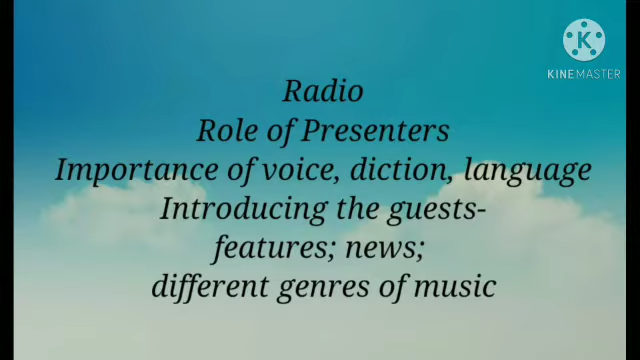 K
KINEMASTER
Radio
Role of Presenters
Importance of voice, diction, language
Introducing the guests-
features; news;
different genres of music